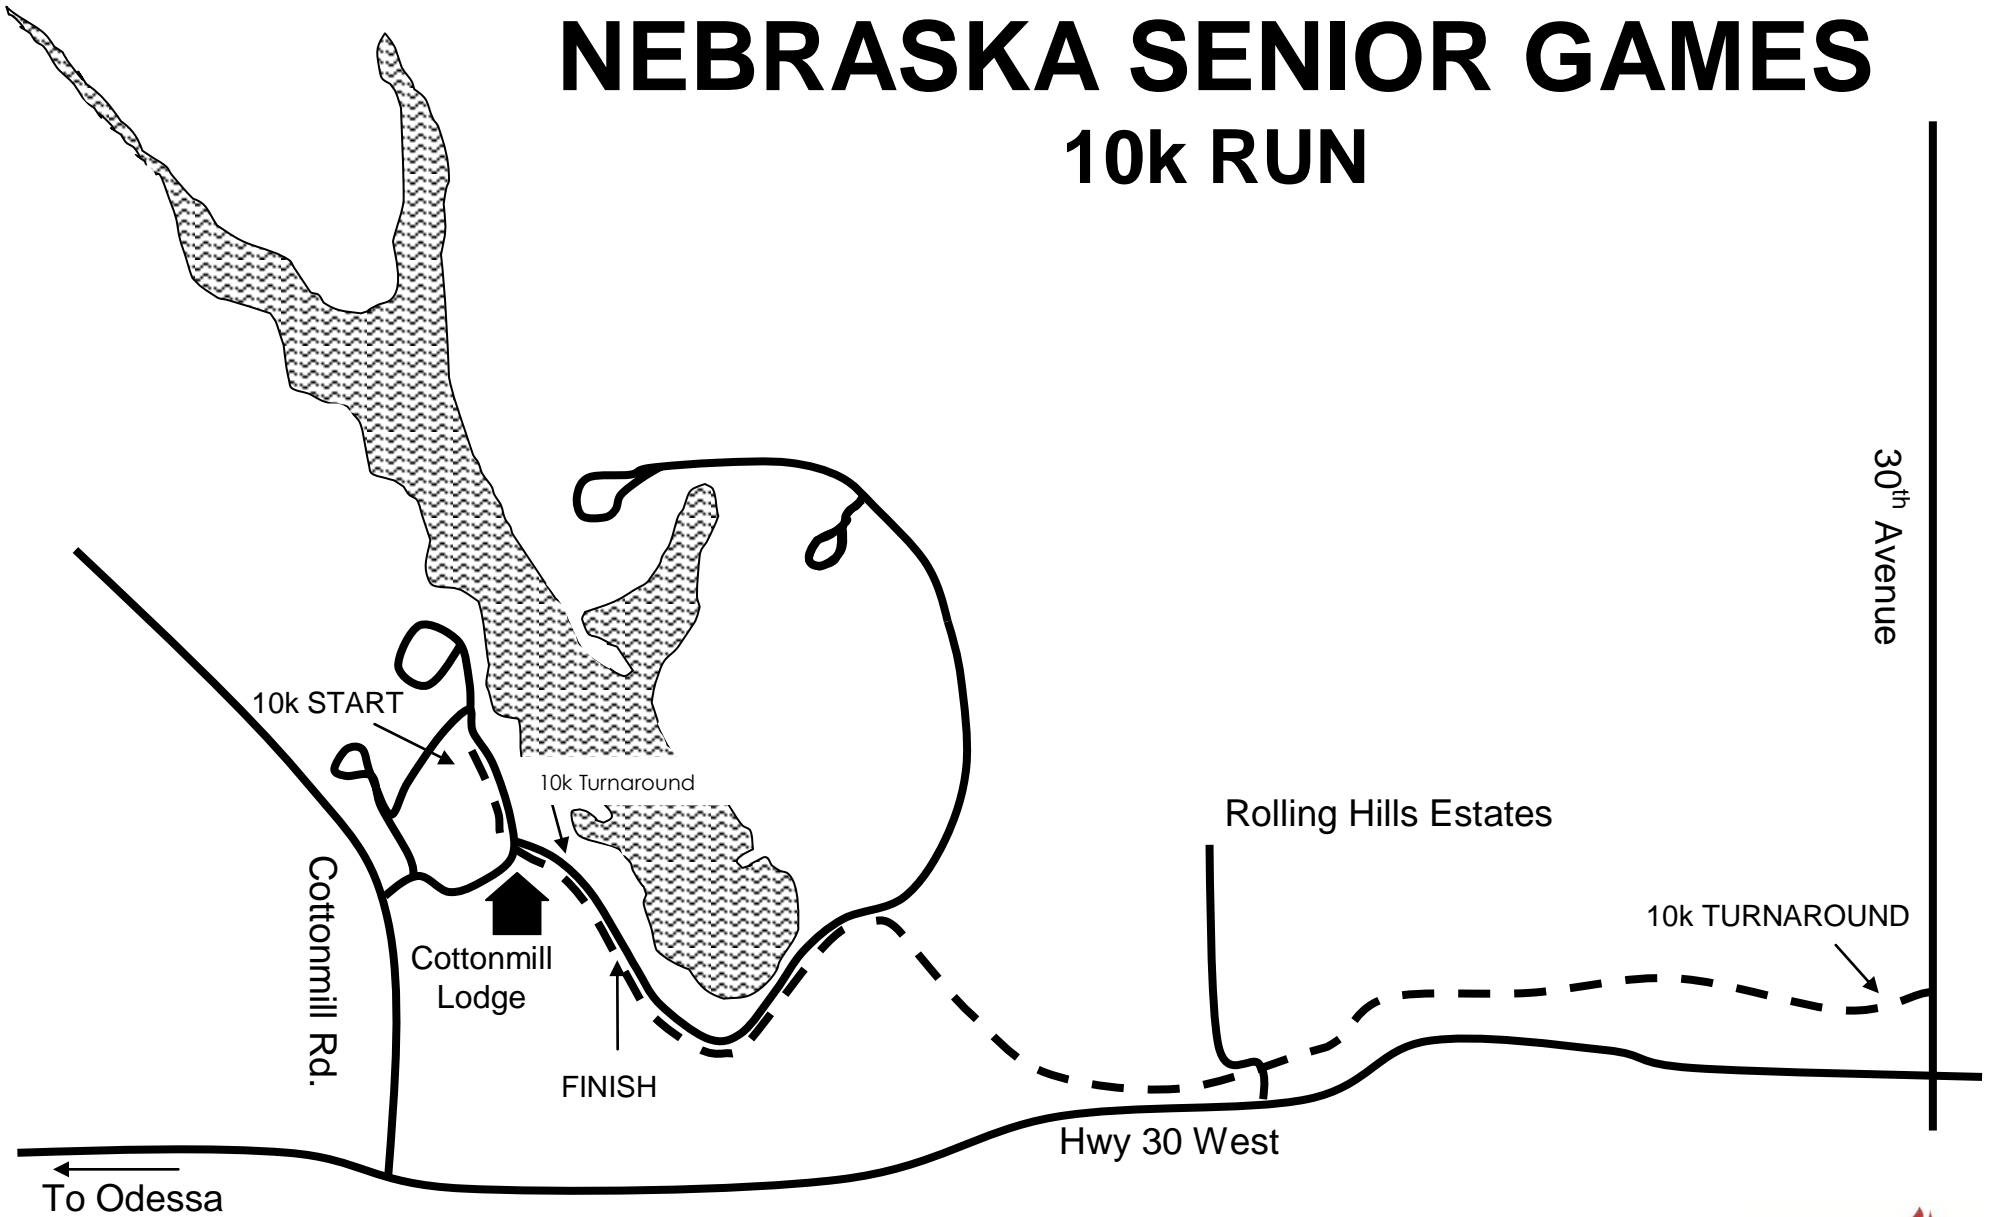 NEBRASKA SENIOR GAMES
10k RUN
30th Avenue
10k START
10k Turnaround
Rolling Hills Estates
10k TURNAROUND
Cottonmill Rd.
Cottonmill
Lodge
FINISH
Hwy 30 West
To Odessa